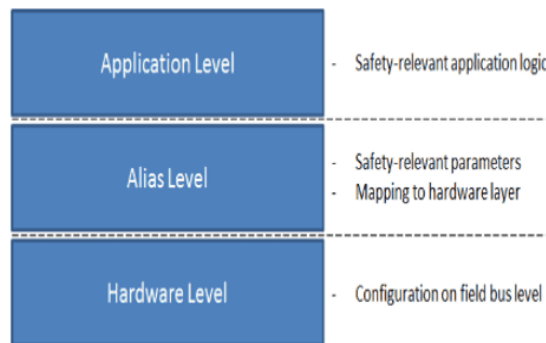 Application Level
- Safety-relevant application logic
Alias Level
- Safety-relevant parameters
- Mapping to hardware layer
Hardware Level
- Configuration on field bus level